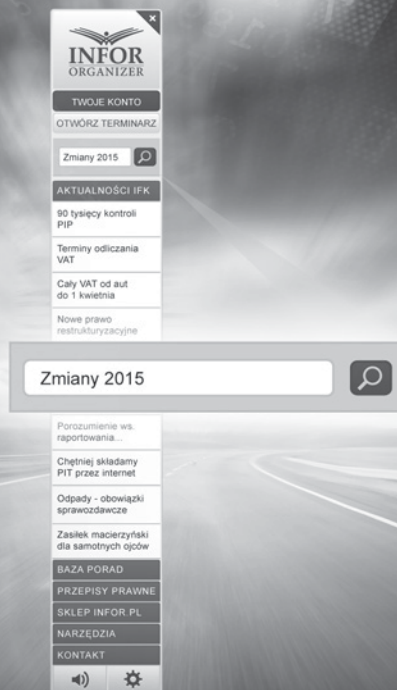 INFOR
ORGANIZER
TWOJE KONTO
OTWÓRZ TERMINARZ
Zmiany 2015
AKTUALNOŚCI IFK
90 tysięcy kontroli
PIP
Terminy odliczania
VAT
Cały VAT od aut
do 1 kwietnia
Nowe prawo
restrukturyzacyjne
Zmiany 2015
Porozumienie ws.
raportowania...
Chętniej składamy
PIT przez internet
Odpady - obowiązki
sprawozdawcze
Zasiłek macierzyński
dla samotnych ojców
BAZA PORAD
PRZEPISY PRAWNE
SKLEP INFOR.PL
NARZĘDZIA
KONTAKT